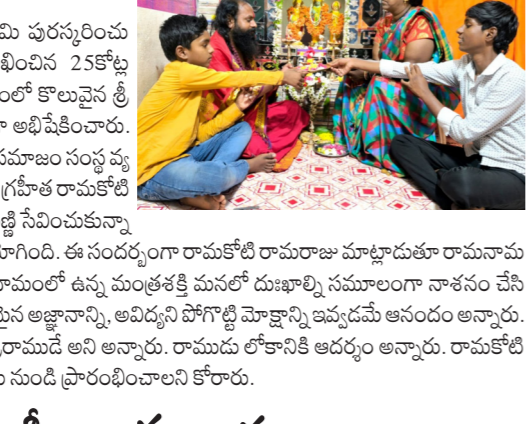 మి పురస్కరించు
ఖించిన 25కోట్ల
ంలో కొలువైన శ్రీ
ా అభిషేకించారు.
సమాజం సంస్థ వ్య
గ్రహీత రామకోటి
ణ్ణి సేవించుకున్నా
ోగింది. ఈ సందర్భంగా రామకోటి రామరాజు మాట్లాడుతూ రామనామ
ామంలో ఉన్న మంత్రశక్తి మనలో దుఃఖాల్ని సమూలంగా నాశనం చేసి
మైన అజ్ఞానాన్ని, అవిద్యని పోగొట్టి మోక్షాన్ని ఇవ్వడమే ఆనందం అన్నారు.
్రీరాముడే అని అన్నారు. రాముడు లోకానికి ఆదర్శం అన్నారు. రామకోటి
ు నుండి ప్రారంభించాలని కోరారు.